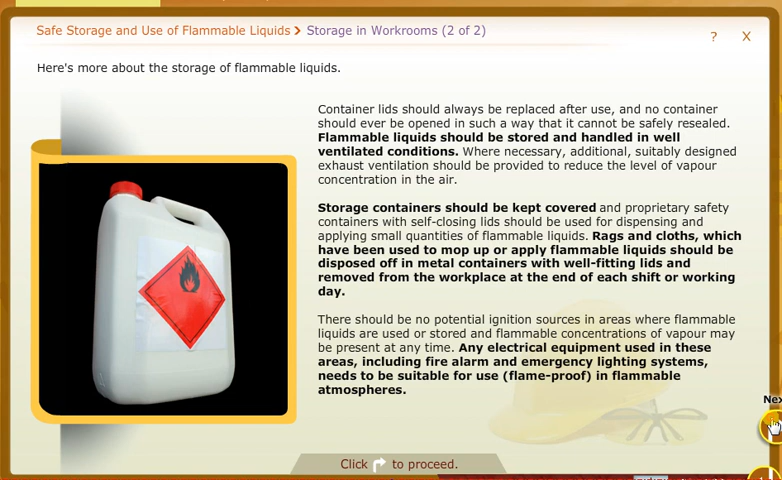 Safe Storage and Use of Flammable Liquids > Storage in Workrooms (2 of 2)
? X
Here's more about the storage of flammable liquids.
Container lids should always be replaced after use, and no container
should ever be opened in such a way that it cannot be safely resealed.
Flammable liquids should be stored and handled in well
ventilated conditions. Where necessary, additional, suitably designed
exhaust ventilation should be provided to reduce the level of vapour
concentration in the air.
Storage containers should be kept covered and proprietary safety
containers with self-closing lids should be used for dispensing and
applying small quantities of flammable liquids. Rags and cloths, which
have been used to mop up or apply flammable liquids should be
disposed off in metal containers with well-fitting lids and
removed from the workplace at the end of each shift or working
day.
There should be no potential ignition sources in areas where flammable
liquids are used or stored and flammable concentrations of vapour may
be present at any time. Any electrical equipment used in these
areas, including fire alarm and emergency lighting systems,
needs to be suitable for use (flame-proof) in flammable
atmospheres.
Click to proceed.